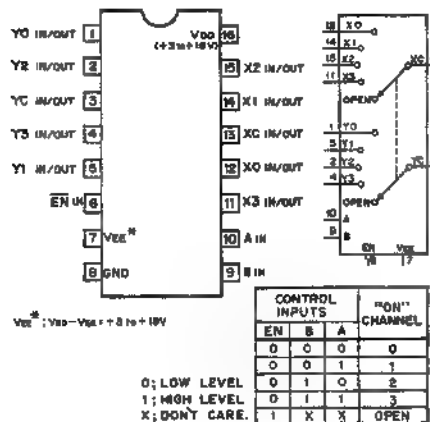 Y0 IN/OUT 1
Y2 IN/OUT 2
YC IN/OUT 3
Y3 IN/OUT 4
Y1 IN/OUT 5
EN IN 6
7 VEE*
8 GND
VDD 16
(+3 to +18V)
15 X2 IN/OUT
14 X1 IN/OUT
13 XC IN/OUT
12 X0 IN/OUT
11 X3 IN/OUT
10 A IN
9 B IN
VEE*; VDD-VEE=+3 to +18V
X0
14 X1
15 X2
11 X3
OPEN
XC
1 Y0
5 Y1
2 Y2
4 Y3
OPEN
YC
10 A
9 B
EN VEE
6 7
CONTROL INPUTS "ON" CHANNEL
EN B A
0 0 0 0
0 0 1 1
0 1 0 2
0 1 1 3
1 X X OPEN
0; LOW LEVEL
1; HIGH LEVEL
X; DON'T CARE.